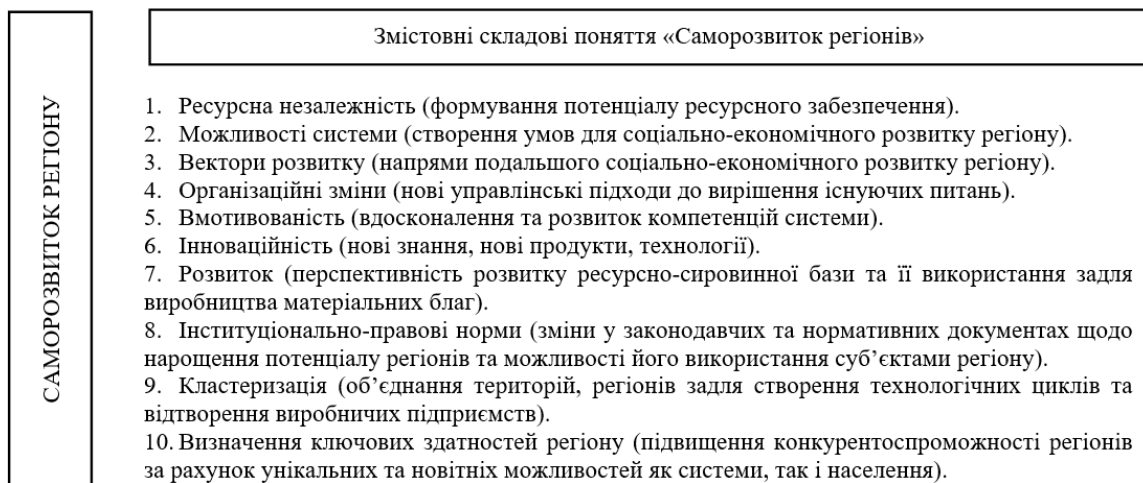 САМОРОЗВИТОК РЕГІОНУ
Змістовні складові поняття «Саморозвиток регіонів»
1. Ресурсна незалежність (формування потенціалу ресурсного забезпечення).
2. Можливості системи (створення умов для соціально-економічного розвитку регіону).
3. Вектори розвитку (напрями подальшого соціально-економічного розвитку регіону).
4. Організаційні зміни (нові управлінські підходи до вирішення існуючих питань).
5. Вмотивованість (вдосконалення та розвиток компетенцій системи).
6. Інноваційність (нові знання, нові продукти, технології).
7. Розвиток (перспективність розвитку ресурсно-сировинної бази та її використання задля
виробництва матеріальних благ).
8. Інституціонально-правові норми (зміни у законодавчих та нормативних документах щодо
нарощення потенціалу регіонів та можливості його використання суб’єктами регіону).
9. Кластеризація (об’єднання територій, регіонів задля створення технологічних циклів та
відтворення виробничих підприємств).
10. Визначення ключових здатностей регіону (підвищення конкурентоспроможності регіонів
за рахунок унікальних та новітніх можливостей як системи, так і населення).